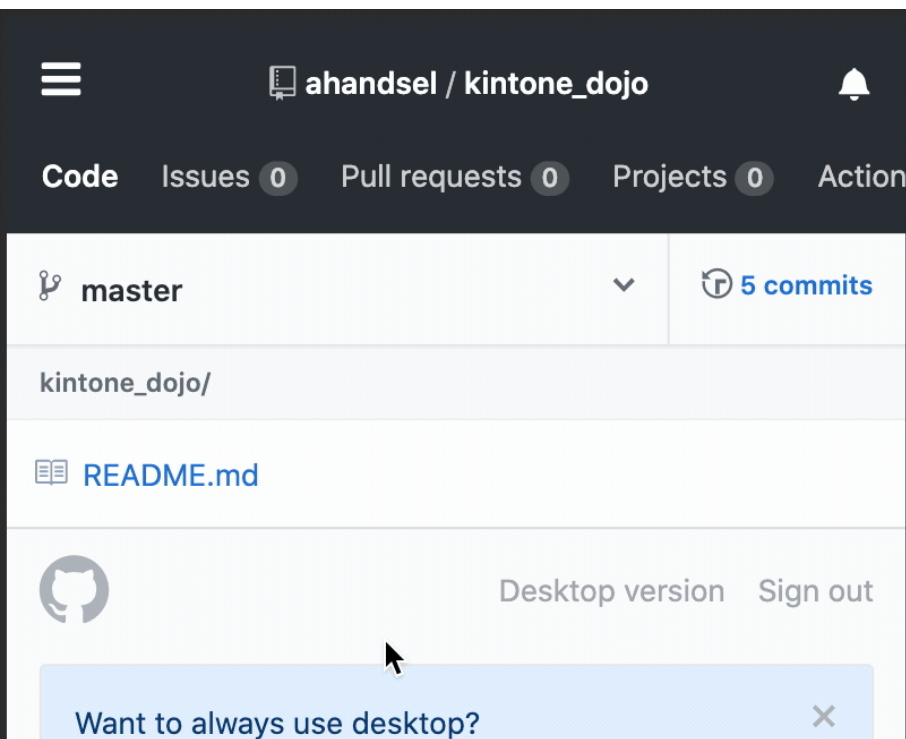 ahandsel / kintone_dojo
Code Issues 0 Pull requests 0 Projects 0 Action
master 5 commits
kintone_dojo/
README.md
Desktop version Sign out
Want to always use desktop?